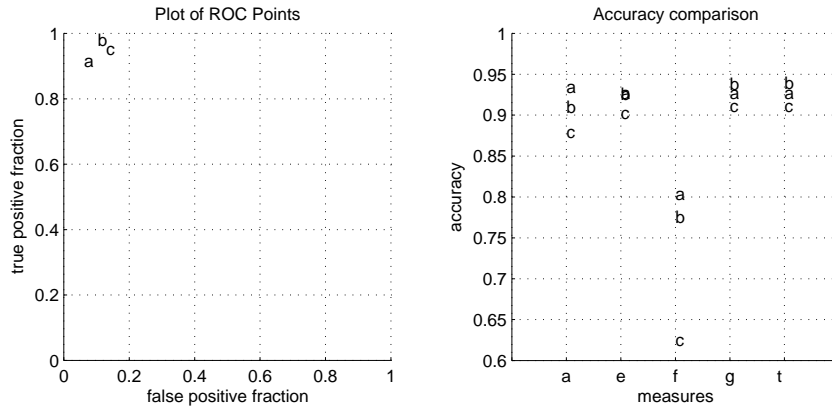 Plot of ROC Points
1
0.8
0.6
0.4
0.2
0
true positive fraction
a
b
c
0
0.2
0.4
0.6
0.8
1
false positive fraction
Accuracy comparison
1
0.95
0.9
0.85
0.8
0.75
0.7
0.65
0.6
accuracy
a
b
c
b
a
c
a
b
c
b
a
c
b
a
c
a
e
f
g
t
measures